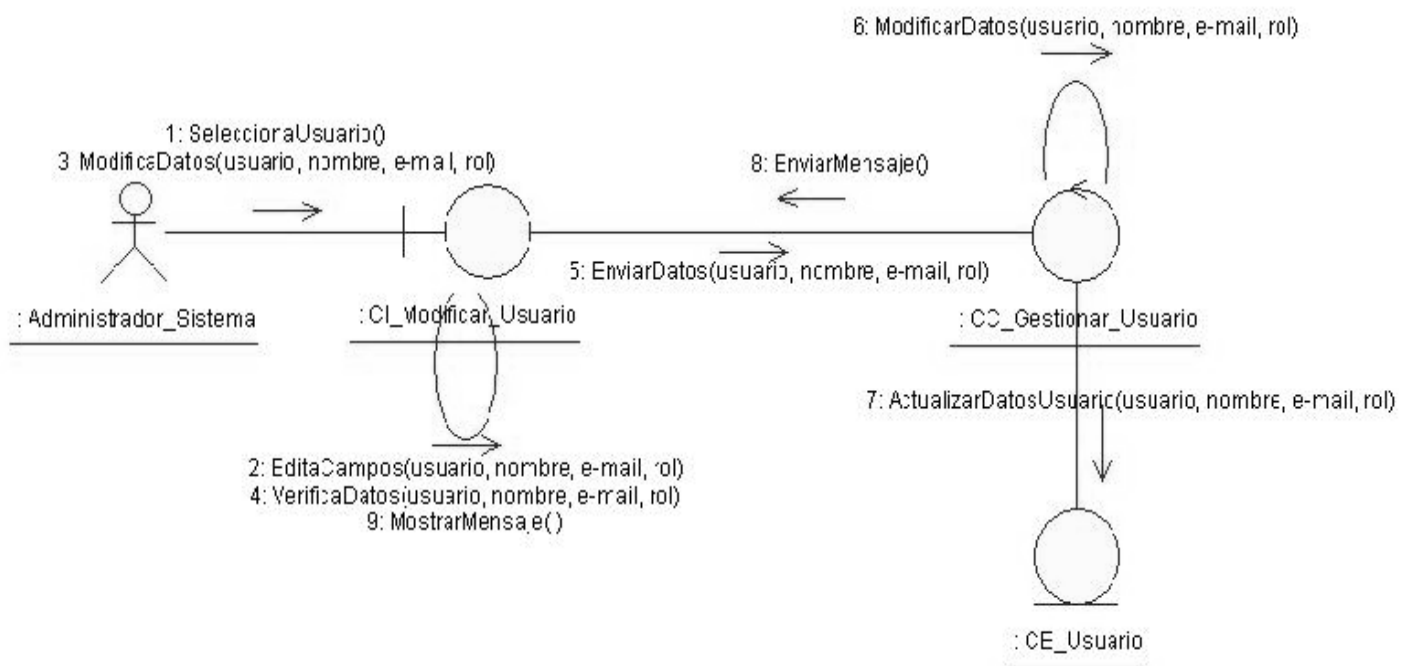 6: ModificarDatos(usuario, nombre, e-mail, rol)
1: SeleccionaUsuario()
3 ModificaDatos(usuario, nombre, e-mail, rol)
8: EnviarMensaje()
5: EnviarDatos(usuario, nombre, e-mail, rol)
: Administrador_Sistema
: CI_Modificar_Usuario
: CC_Gestionar_Usuario
7: ActualizarDatosUsuario(usuario, nombre, e-mail, rol)
2: EditaCampos(usuario, nombre, e-mail, rol)
4: VerificaDatos(usuario, nombre, e-mail, rol)
9: MostrarMensaje()
: CE_Usuario